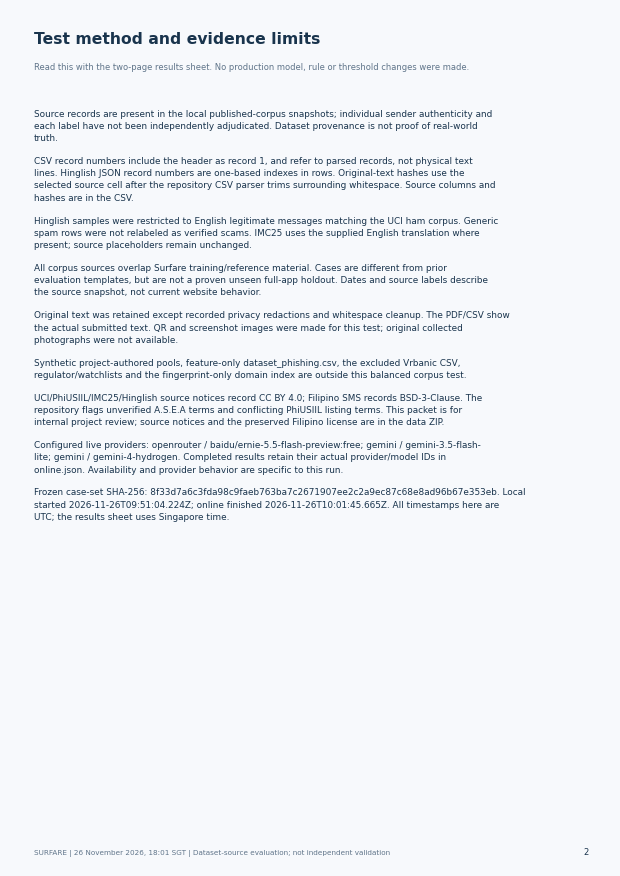 Test method and evidence limits
Read this with the two-page results sheet. No production model, rule or threshold changes were made.
Source records are present in the local published-corpus snapshots; individual sender authenticity and
each label have not been independently adjudicated. Dataset provenance is not proof of real-world
truth.
CSV record numbers include the header as record 1, and refer to parsed records, not physical text
lines. Hinglish JSON record numbers are one-based indexes in rows. Original-text hashes use the
selected source cell after the repository CSV parser trims surrounding whitespace. Source columns and
hashes are in the CSV.
Hinglish samples were restricted to English legitimate messages matching the UCI ham corpus. Generic
spam rows were not relabeled as verified scams. IMC25 uses the supplied English translation where
present; source placeholders remain unchanged.
All corpus sources overlap Surfare training/reference material. Cases are different from prior
evaluation templates, but are not a proven unseen full-app holdout. Dates and source labels describe
the source snapshot, not current website behavior.
Original text was retained except recorded privacy redactions and whitespace cleanup. The PDF/CSV show
the actual submitted text. QR and screenshot images were made for this test; original collected
photographs were not available.
Synthetic project-authored pools, feature-only dataset_phishing.csv, the excluded Vrbanic CSV,
regulator/watchlists and the fingerprint-only domain index are outside this balanced corpus test.
UCI/PhiUSIIL/IMC25/Hinglish source notices record CC BY 4.0; Filipino SMS records BSD-3-Clause. The
repository flags unverified A.S.E.A terms and conflicting PhiUSIIL listing terms. This packet is for
internal project review; source notices and the preserved Filipino license are in the data ZIP.
Configured live providers: openrouter / baidu/ernie-5.5-flash-preview:free; gemini / gemini-3.5-flash-
lite; gemini / gemini-4-hydrogen. Completed results retain their actual provider/model IDs in
online.json. Availability and provider behavior are specific to this run.
Frozen case-set SHA-256: 8f33d7a6c3fda98c9faeb763ba7c2671907ee2c2a9ec87c68e8ad96b67e353eb. Local
started 2026-11-26T09:51:04.224Z; online finished 2026-11-26T10:01:45.665Z. All timestamps here are
UTC; the results sheet uses Singapore time.
SURFARE | 26 November 2026, 18:01 SGT | Dataset-source evaluation; not independent validation
2